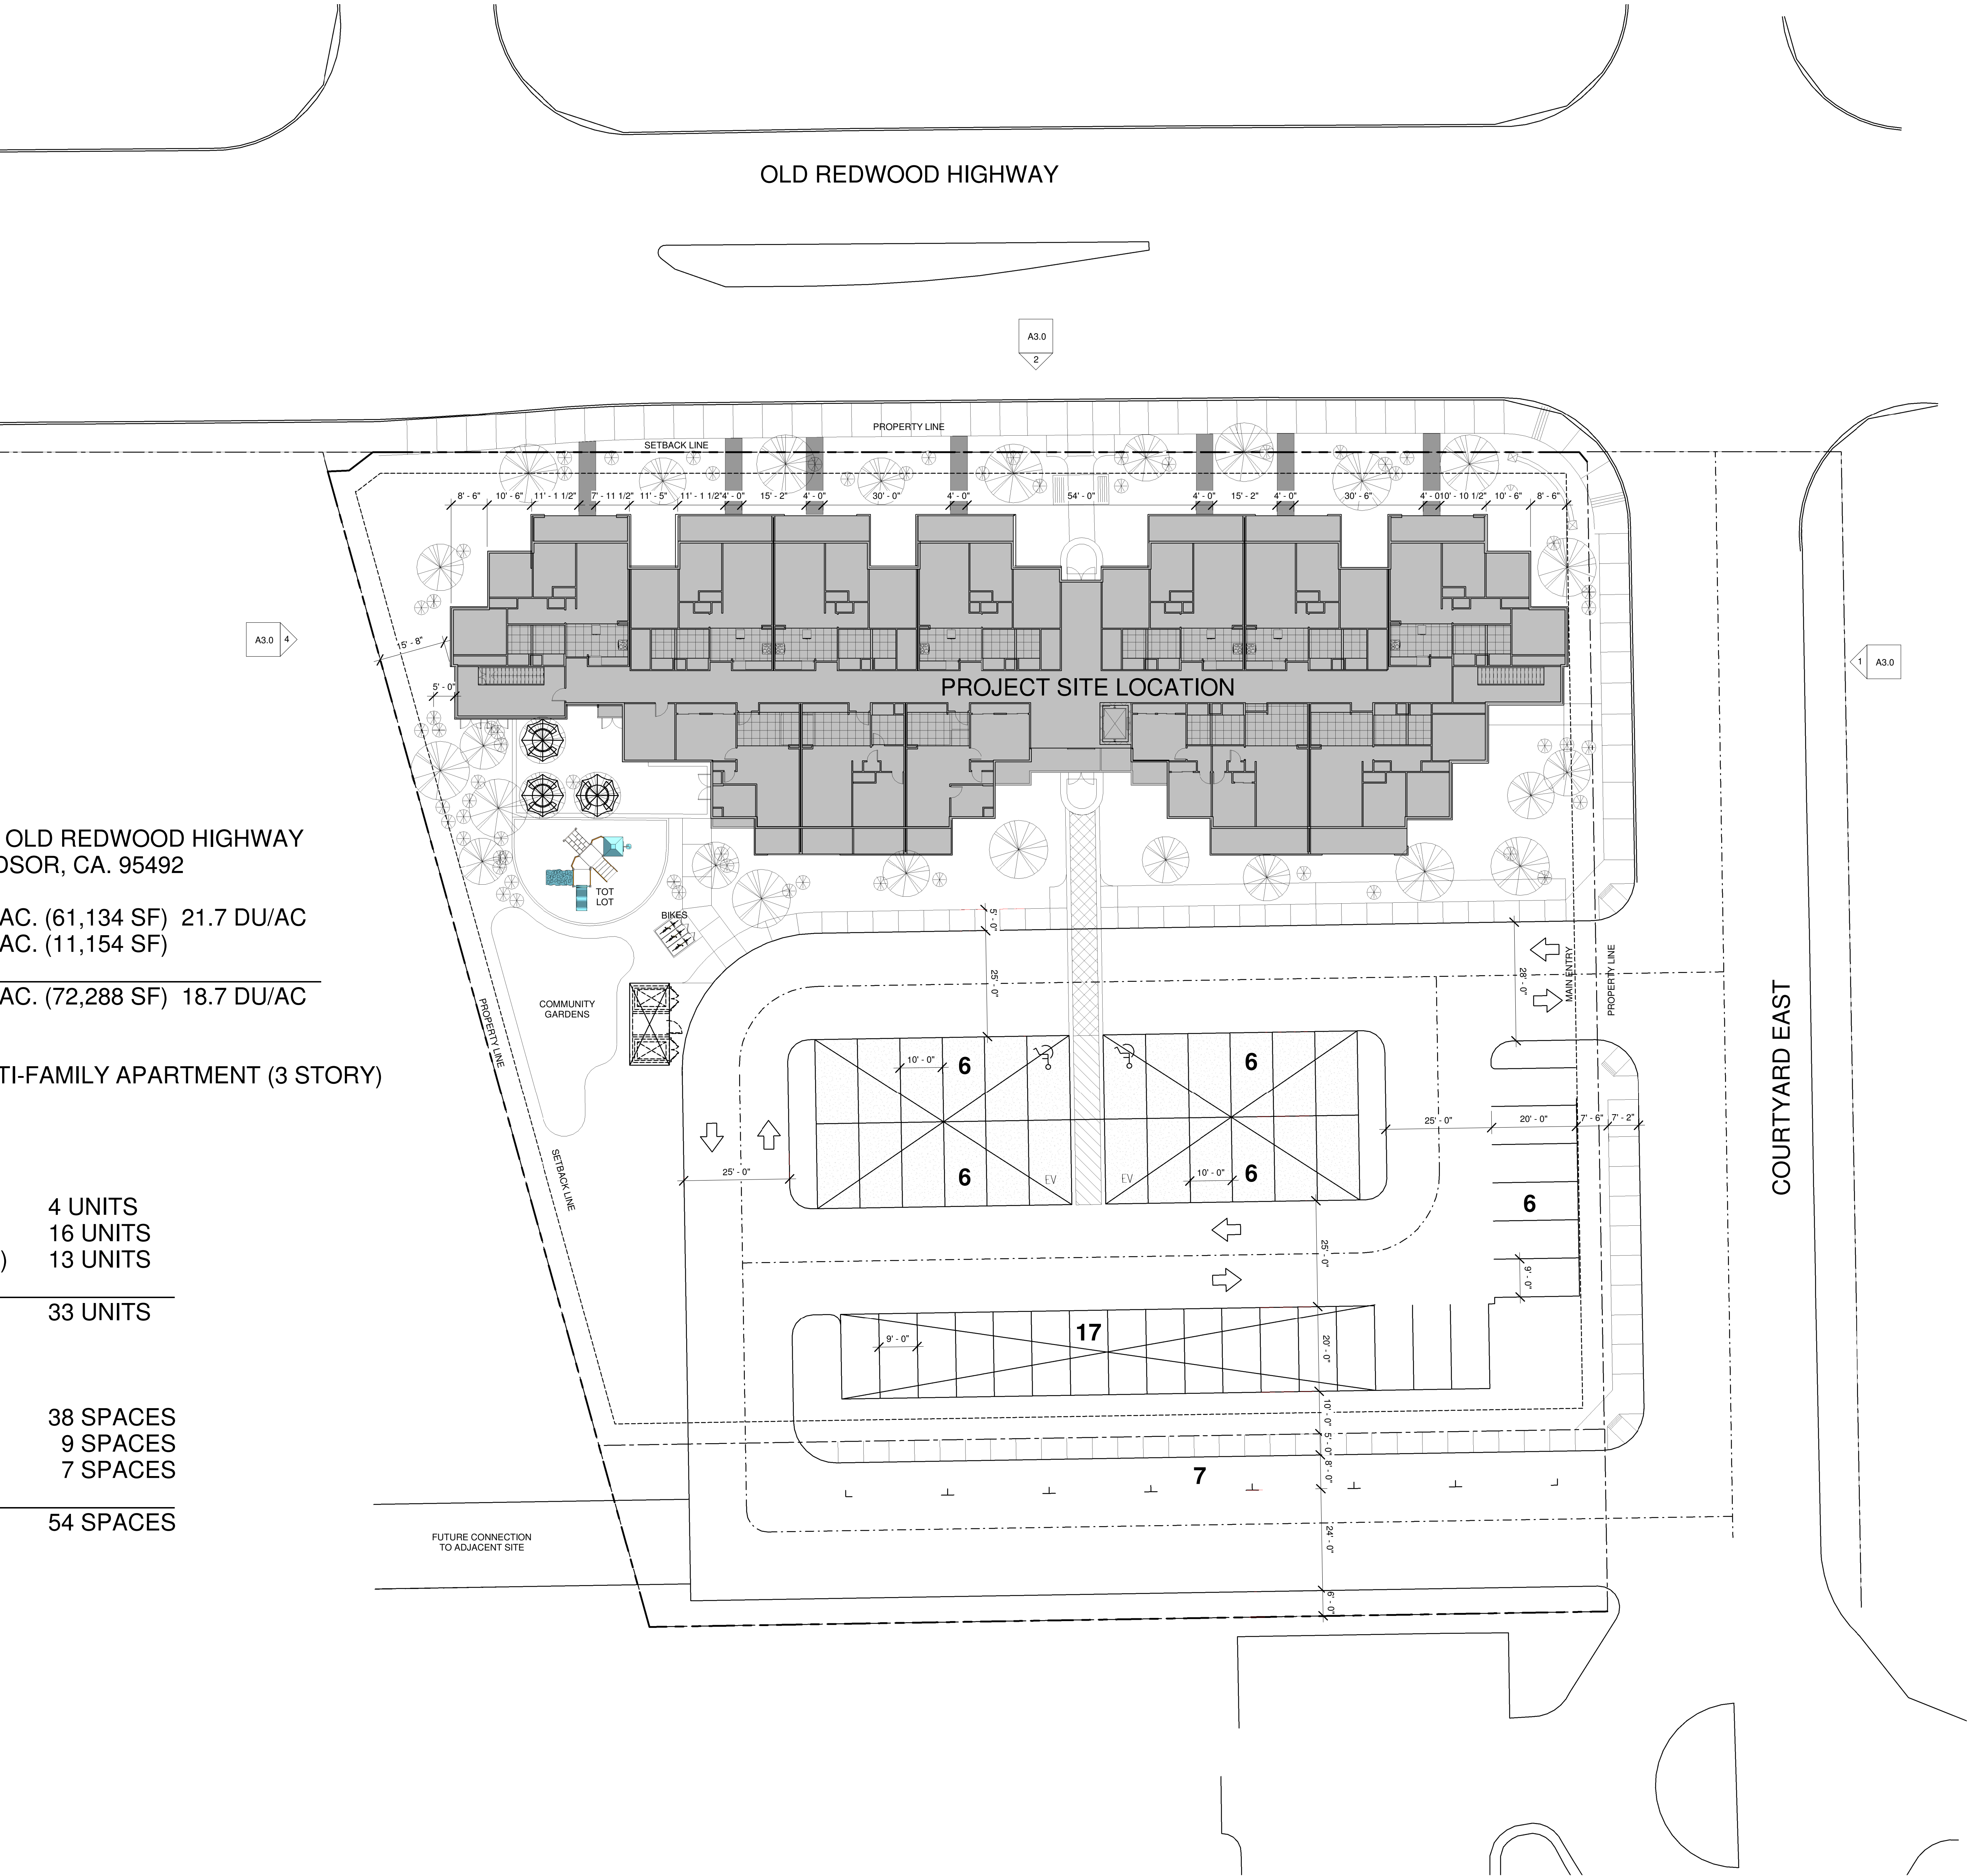 OLD REDWOOD HIGHWAY
A3.0
2
PROPERTY LINE
SETBACK LINE
8' - 6"
10' - 6"
11' - 1 1/2"
7' - 11 1/2"
11' - 5"
11' - 1 1/2"
4' - 0"
15' - 2"
4' - 0"
30' - 0"
4' - 0"
54' - 0"
4' - 0"
15' - 2"
4' - 0"
30' - 6"
4' - 0
10' - 10 1/2"
10' - 6"
8' - 6"
A3.0
4
15' - 8"
5' - 0"
PROJECT SITE LOCATION
1
A3.0
OLD REDWOOD HIGHWAY
DSOR, CA. 95492
AC. (61,134 SF) 21.7 DU/AC
AC. (11,154 SF)
AC. (72,288 SF) 18.7 DU/AC
TI-FAMILY APARTMENT (3 STORY)
4 UNITS
16 UNITS
) 13 UNITS
33 UNITS
38 SPACES
9 SPACES
7 SPACES
54 SPACES
TOT
LOT
BIKES
COMMUNITY
GARDENS
PROPERTY LINE
SETBACK LINE
5' - 0"
25' - 0"
28' - 0"
MAIN ENTRY
PROPERTY LINE
COURTYARD EAST
10' - 0"
6
6
25' - 0"
6
EV
EV
10' - 0"
6
25' - 0"
20' - 0"
7' - 6"
7' - 2"
6
9' - 0"
25' - 0"
17
9' - 0"
20' - 0"
10' - 0"
5' - 0"
8' - 0"
7
24' - 0"
6' - 0"
FUTURE CONNECTION
TO ADJACENT SITE